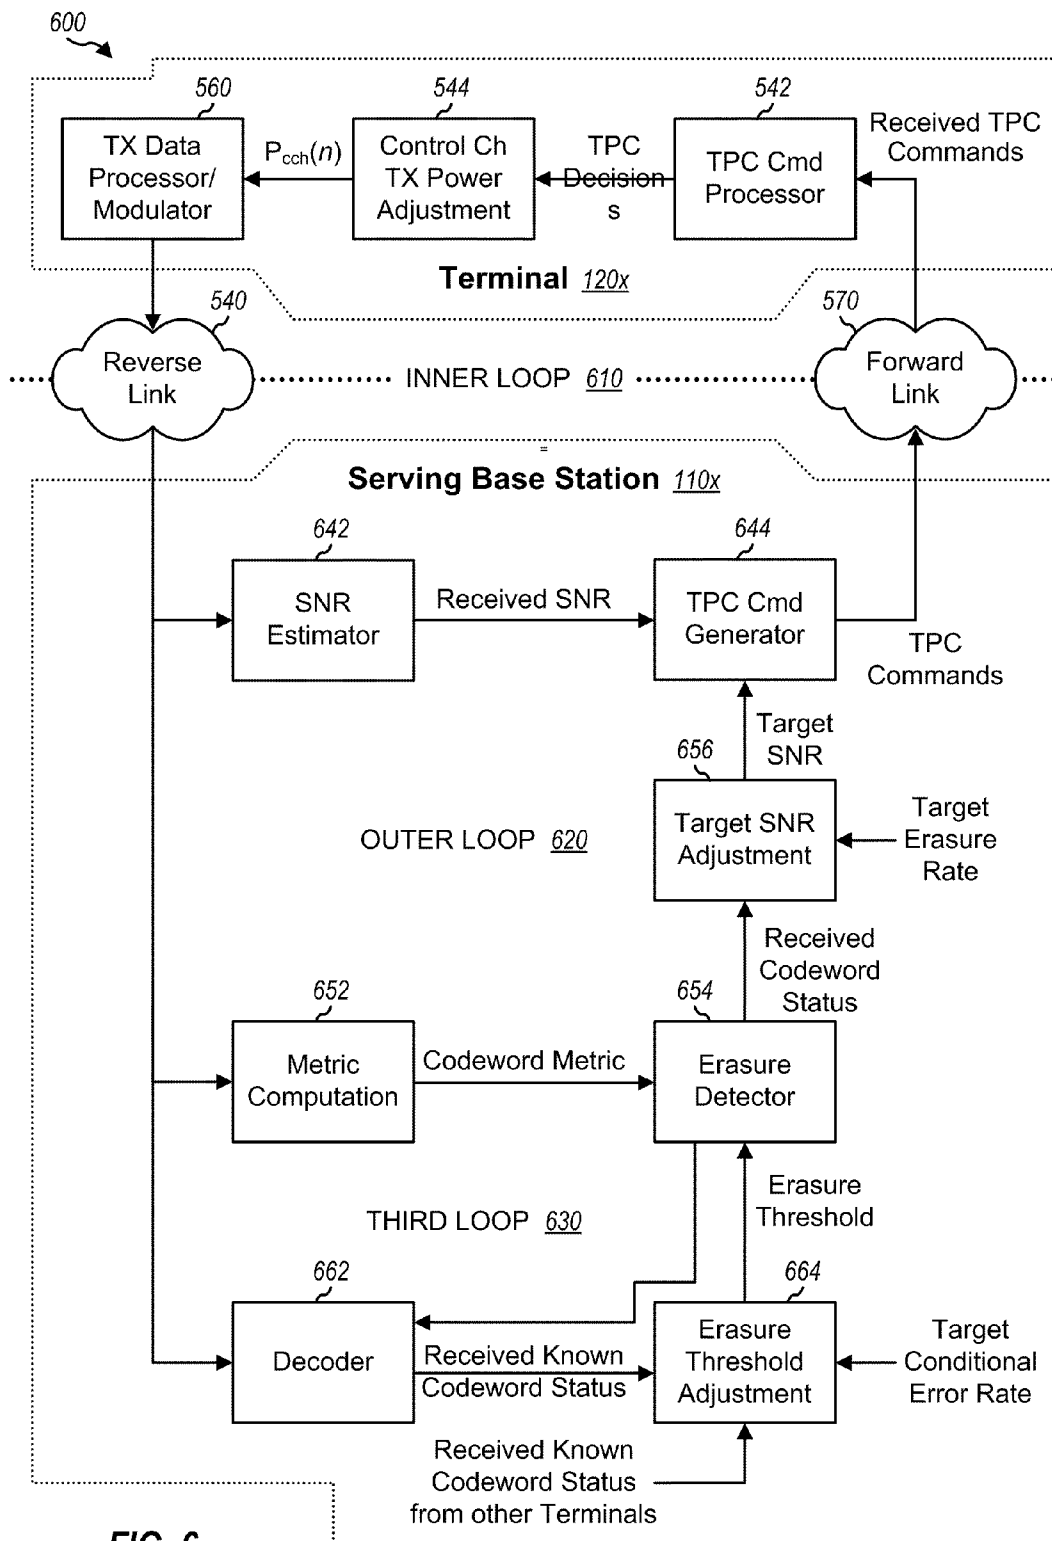 600
560
544
542
TX Data
Processor/
Modulator
Pcch(n)
Control Ch
TX Power
Adjustment
TPC
Decision
s
TPC Cmd
Processor
Received TPC
Commands
Terminal 120x
540
570
Reverse
Link
INNER LOOP 610
Forward
Link
Serving Base Station 110x
642
644
SNR
Estimator
Received SNR
TPC Cmd
Generator
TPC
Commands
Target
SNR
656
OUTER LOOP 620
Target SNR
Adjustment
Target
Erasure
Rate
Received
Codeword
Status
652
654
Metric
Computation
Codeword Metric
Erasure
Detector
THIRD LOOP 630
Erasure
Threshold
662
664
Decoder
Received Known
Codeword Status
Erasure
Threshold
Adjustment
Target
Conditional
Error Rate
Received Known
Codeword Status
from other Terminals
FIG. 6